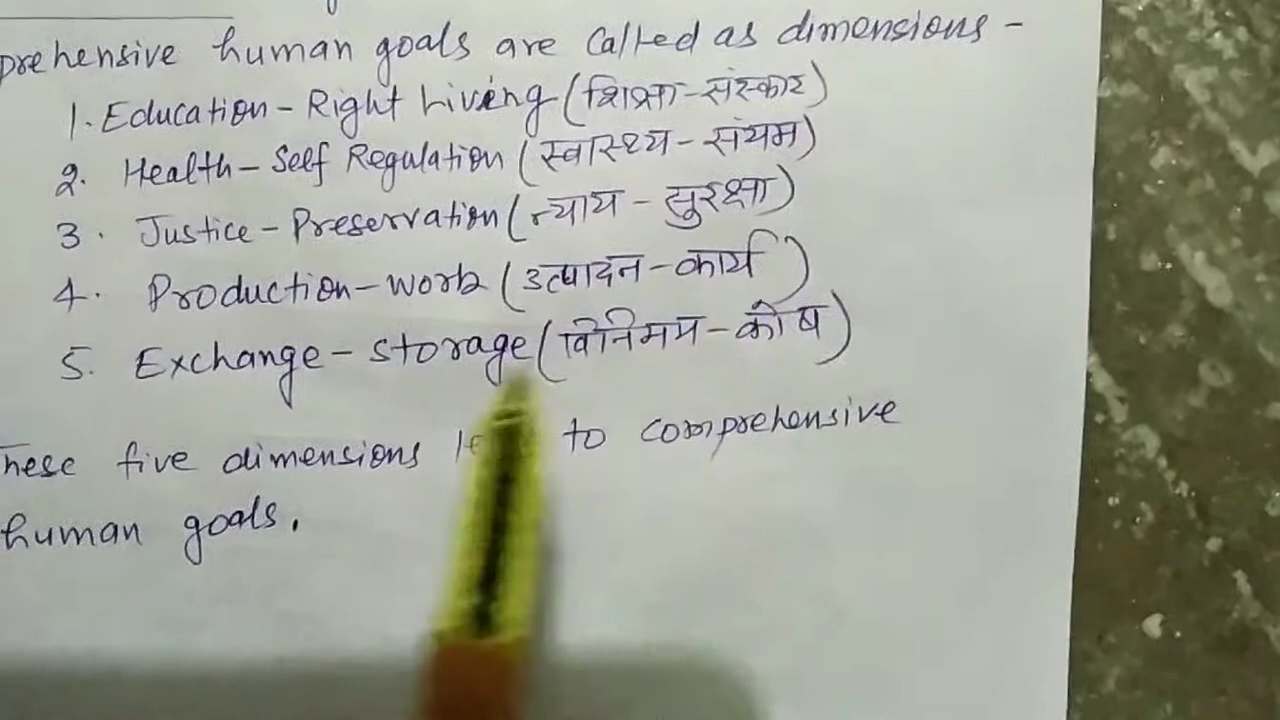 prehensive human goals are called as dimensions -
1. Education - Right Living (शिक्षा - संस्कार)
2. Health - Self Regulation (स्वास्थ्य - संयम)
3. Justice - Preservation (न्याय - सुरक्षा)
4. Production - work (उत्पादन - कार्य)
5. Exchange - storage (विनिमय - कोष)
These five dimensions to comprehensive
human goals.